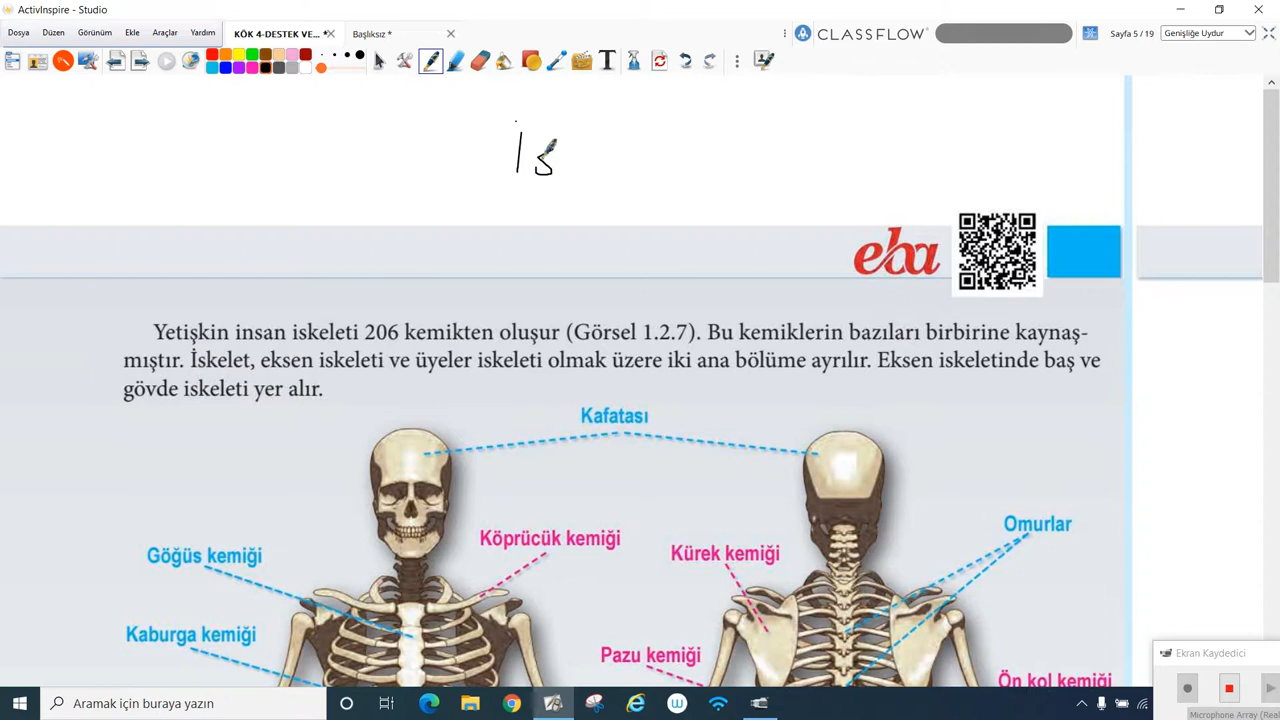 ActivInspire - Studio
Dosya Düzen Görünüm Ekle Araçlar Yardım
KÖK 4-DESTEK VE... *
Başlıksız *
CLASSFLOW
Sayfa 5 / 19
Genişliğe Uydur
İs
eba
Yetişkin insan iskeleti 206 kemikten oluşur (Görsel 1.2.7). Bu kemiklerin bazıları birbirine kaynaş-
mıştır. İskelet, eksen iskeleti ve üyeler iskeleti olmak üzere iki ana bölüme ayrılır. Eksen iskeletinde baş ve
gövde iskeleti yer alır.
Kafatası
Omurlar
Köprücük kemiği
Göğüs kemiği
Kürek kemiği
Kaburga kemiği
Pazu kemiği
Ön kol kemiği
Ekran Kaydedici
Aramak için buraya yazın
Microphone Array (Real